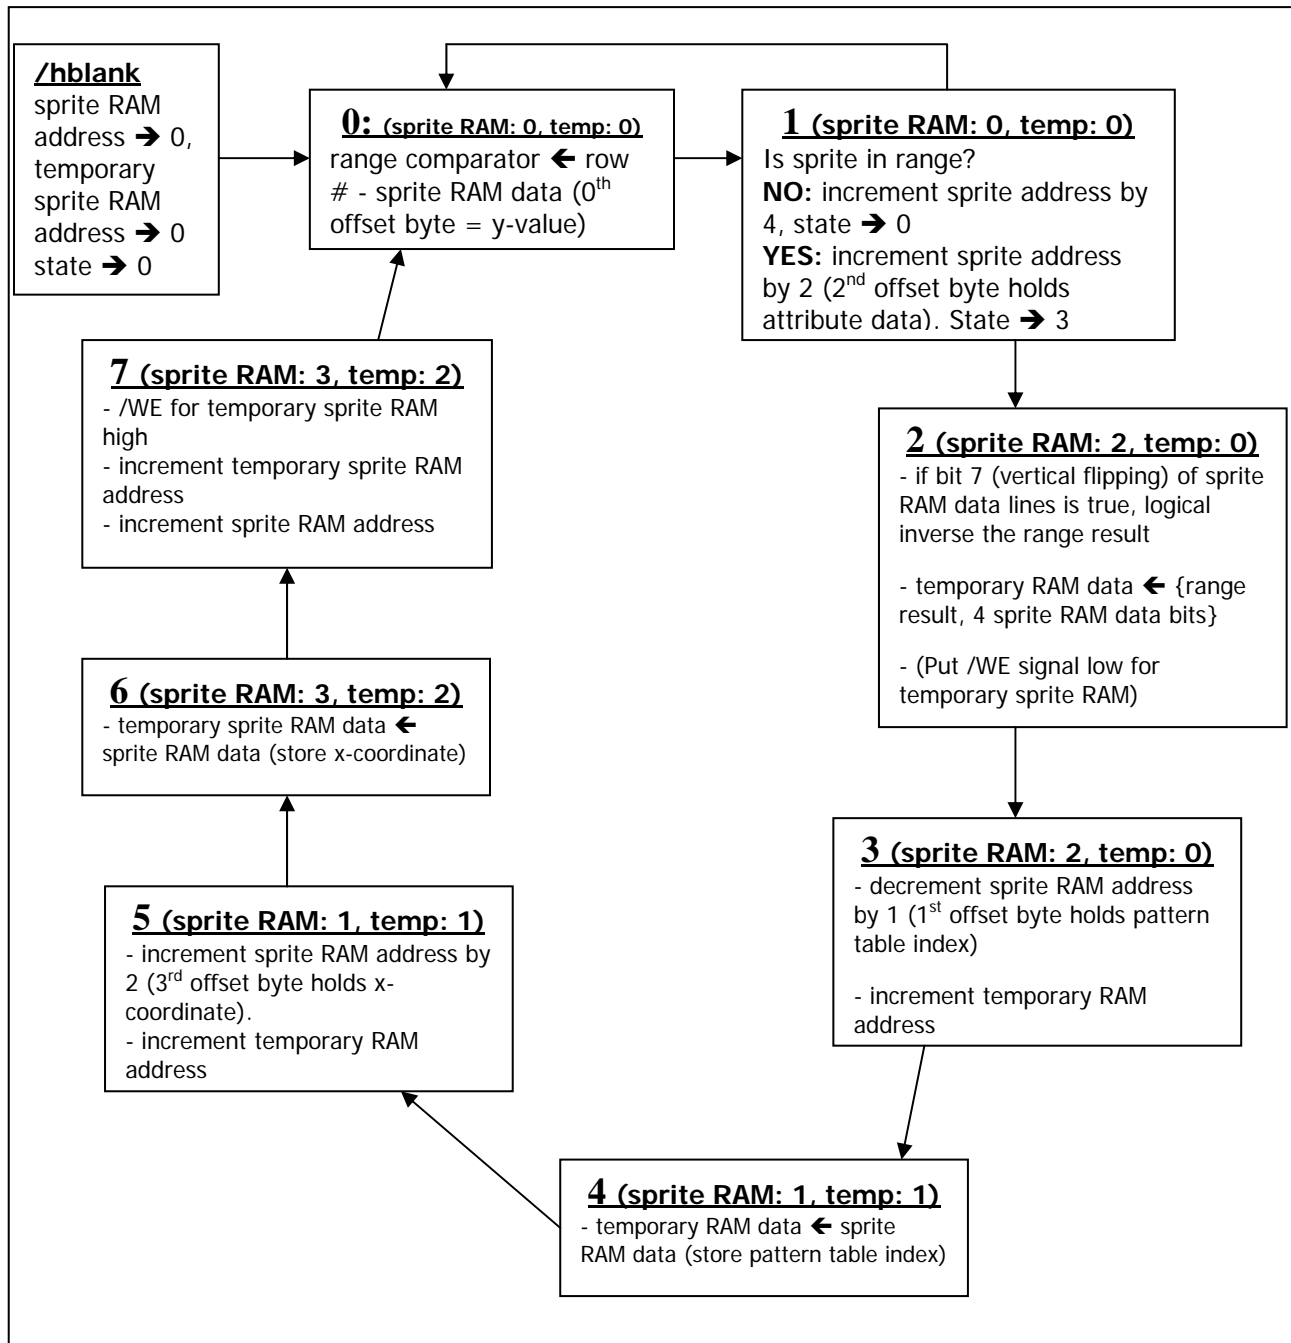 /hblank
sprite RAM
address ➔ 0,
temporary
sprite RAM
address ➔ 0
state ➔ 0
0: (sprite RAM: 0, temp: 0)
range comparator 🡰 row
# - sprite RAM data (0th
offset byte = y-value)
1 (sprite RAM: 0, temp: 0)
Is sprite in range?
NO: increment sprite address by
4, state ➔ 0
YES: increment sprite address
by 2 (2nd offset byte holds
attribute data). State ➔ 3
2 (sprite RAM: 2, temp: 0)
- if bit 7 (vertical flipping) of sprite
RAM data lines is true, logical
inverse the range result
- temporary RAM data 🡰 {range
result, 4 sprite RAM data bits}
- (Put /WE signal low for
temporary sprite RAM)
3 (sprite RAM: 2, temp: 0)
- decrement sprite RAM address
by 1 (1st offset byte holds pattern
table index)
- increment temporary RAM
address
4 (sprite RAM: 1, temp: 1)
- temporary RAM data 🡰 sprite
RAM data (store pattern table index)
5 (sprite RAM: 1, temp: 1)
- increment sprite RAM address by
2 (3rd offset byte holds x-
coordinate).
- increment temporary RAM
address
6 (sprite RAM: 3, temp: 2)
- temporary sprite RAM data 🡰
sprite RAM data (store x-coordinate)
7 (sprite RAM: 3, temp: 2)
- /WE for temporary sprite RAM
high
- increment temporary sprite RAM
address
- increment sprite RAM address